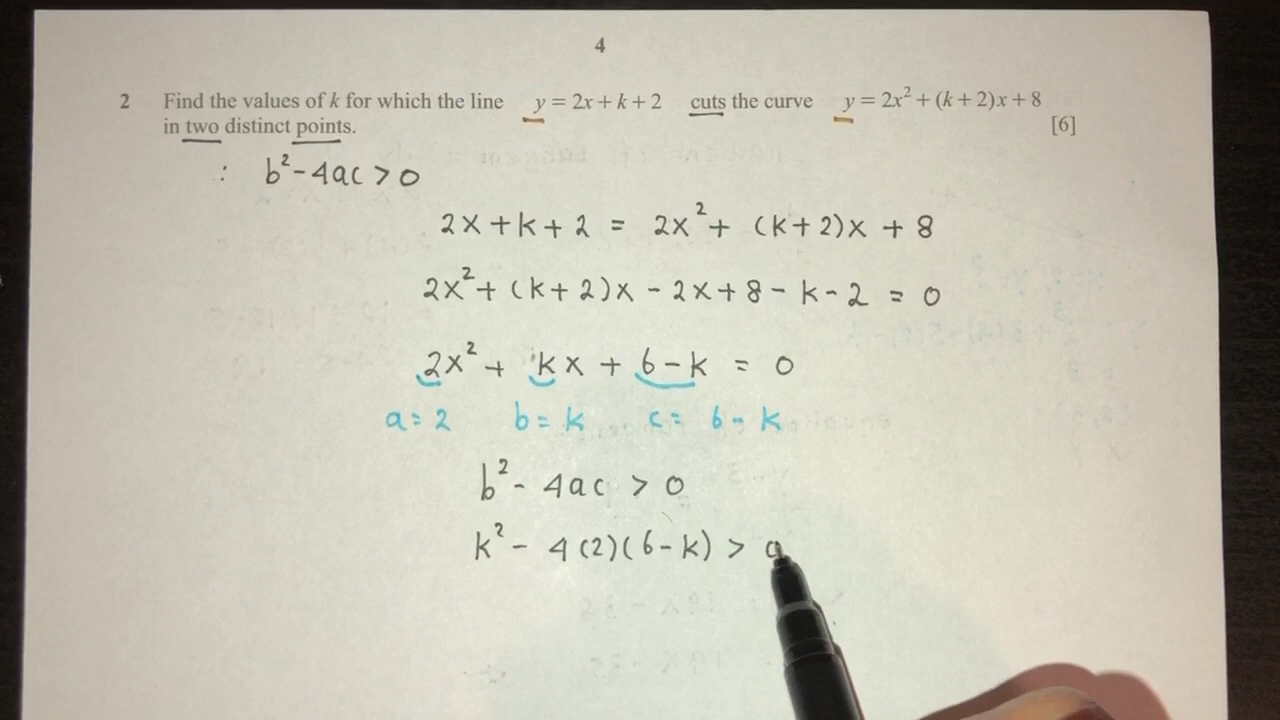 4
2 Find the values of k for which the line y = 2x + k + 2 cuts the curve y = 2x² + (k + 2)x + 8
in two distinct points. [6]
: b² - 4ac > 0
2x + k + 2 = 2x² + (k + 2)x + 8
2x² + (k + 2)x - 2x + 8 - k - 2 = 0
2x² + kx + 6 - k = 0
a = 2 b = k c = 6 - k
b² - 4ac > 0
k² - 4(2)(6 - k) > 0